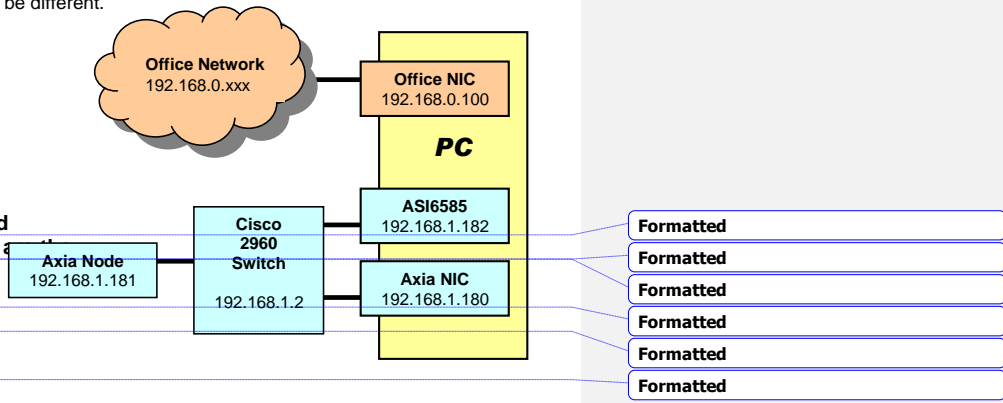 be different.
Office Network
192.168.0.xxx
Office NIC
192.168.0.100
PC
ASI6585
192.168.1.182
Cisco
2960
Switch
192.168.1.2
Axia Node
192.168.1.181
Axia NIC
192.168.1.180
d
Formatted
Formatted
Formatted
Formatted
Formatted
Formatted